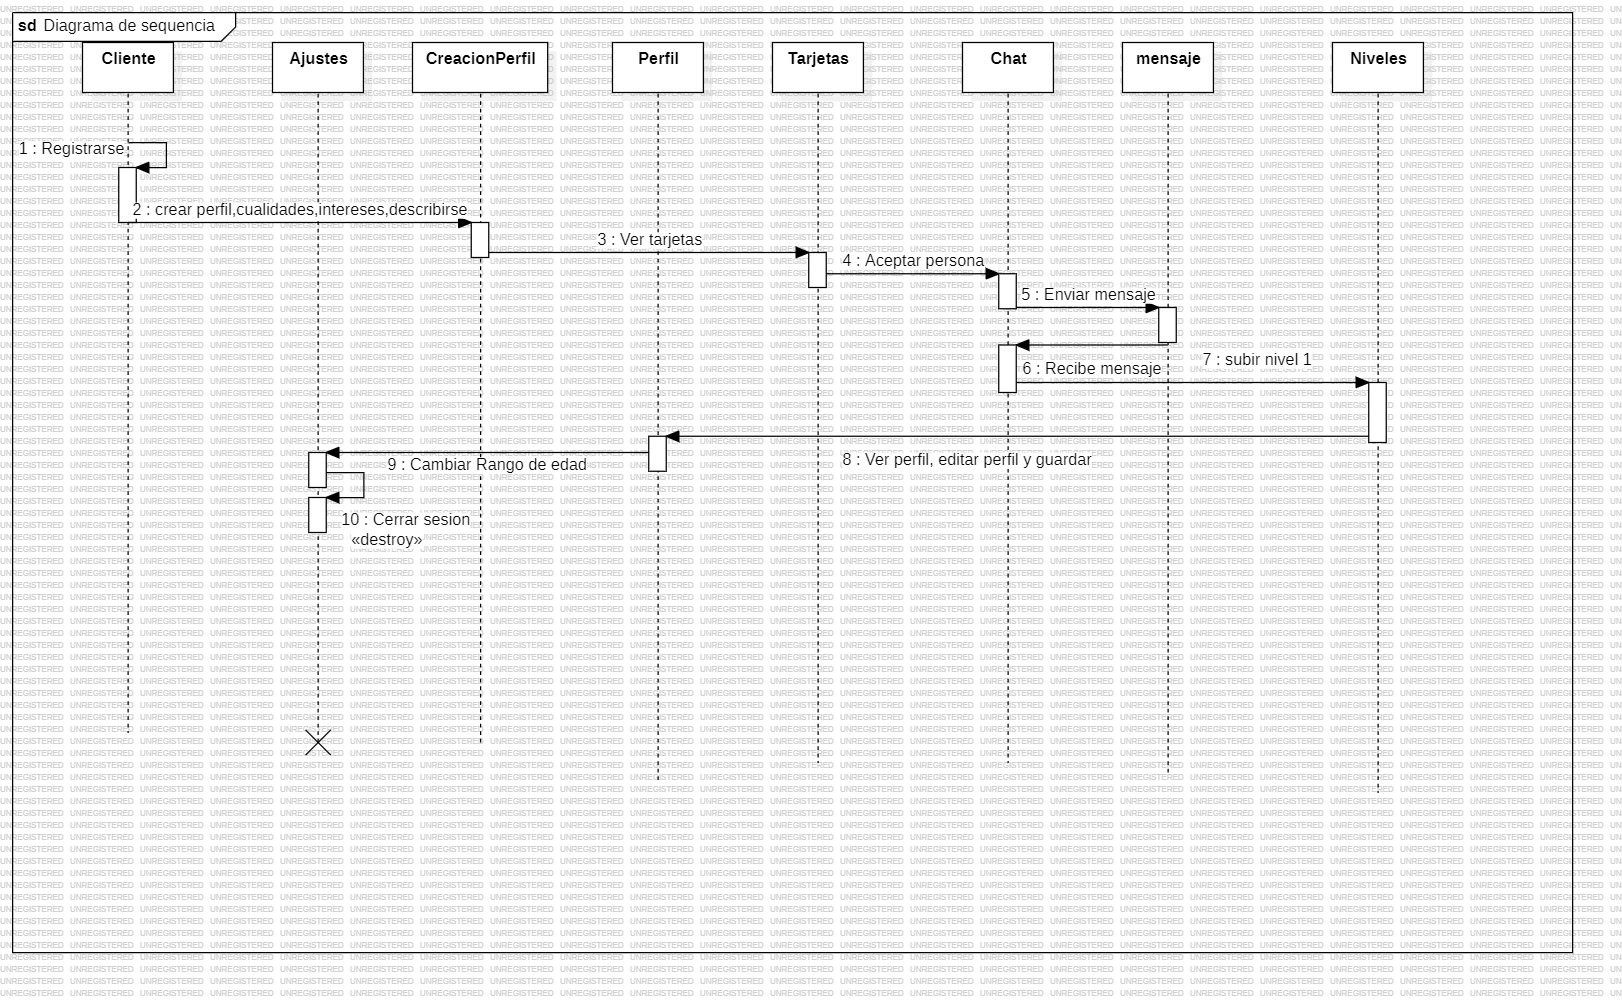 sd Diagrama de sequencia
Cliente
Ajustes
CreacionPerfil
Perfil
Tarjetas
Chat
mensaje
Niveles
1 : Registrarse
2 : crear perfil,cualidades,intereses,describirse
3 : Ver tarjetas
4 : Aceptar persona
5 : Enviar mensaje
6 : Recibe mensaje
7 : subir nivel 1
8 : Ver perfil, editar perfil y guardar
9 : Cambiar Rango de edad
10 : Cerrar sesion
«destroy»
UNREGISTERED